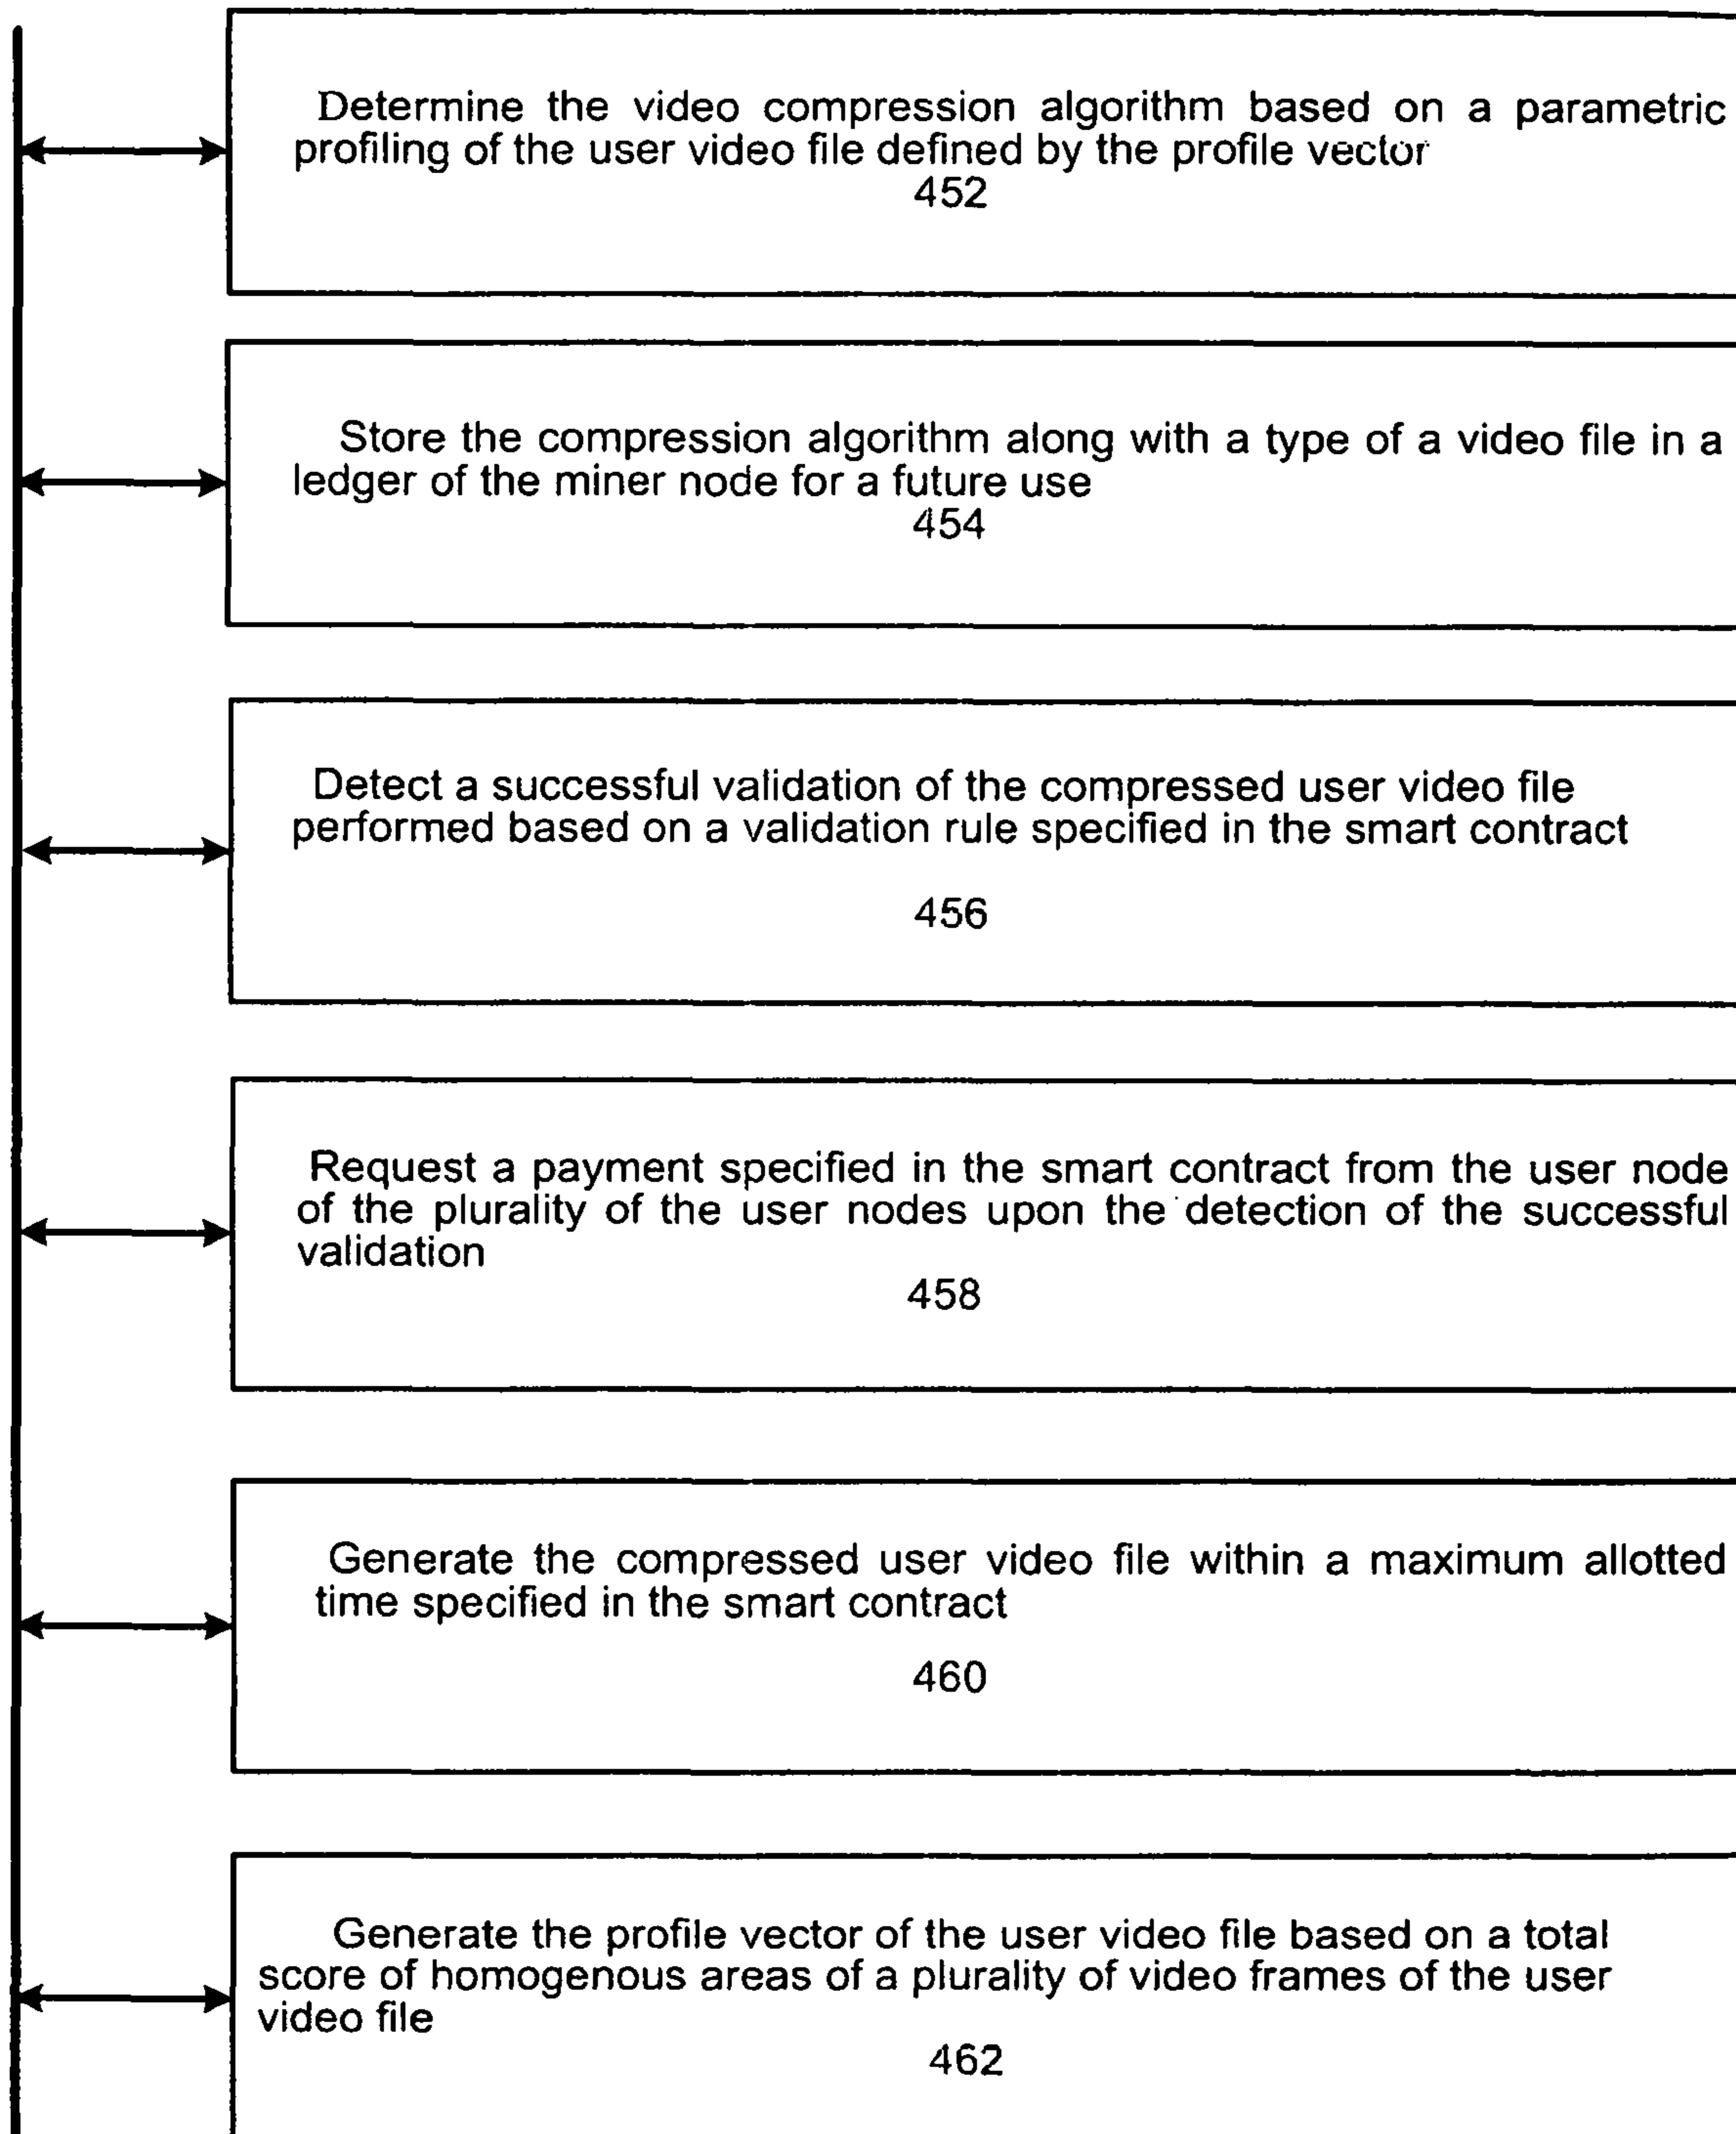 Determine the video compression algorithm based on a parametric
profiling of the user video file defined by the profile vector
452
Store the compression algorithm along with a type of a video file in a
ledger of the miner node for a future use
454
Detect a successful validation of the compressed user video file
performed based on a validation rule specified in the smart contract
456
Request a payment specified in the smart contract from the user node
of the plurality of the user nodes upon the detection of the successful
validation
458
Generate the compressed user video file within a maximum allotted
time specified in the smart contract
460
Generate the profile vector of the user video file based on a total
score of homogenous areas of a plurality of video frames of the user
video file
462